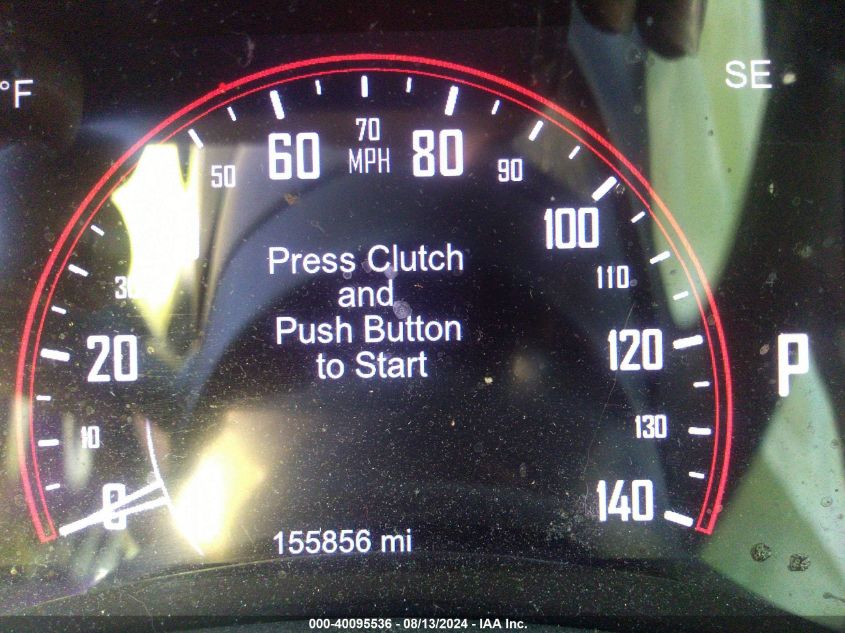 °F
SE
70
60 MPH 80
50
90
100
Press Clutch
and
Push Button
to Start
30
110
20
120
P
10
130
0
140
155856 mi
000-40095536 - 08/13/2024 - IAA Inc.